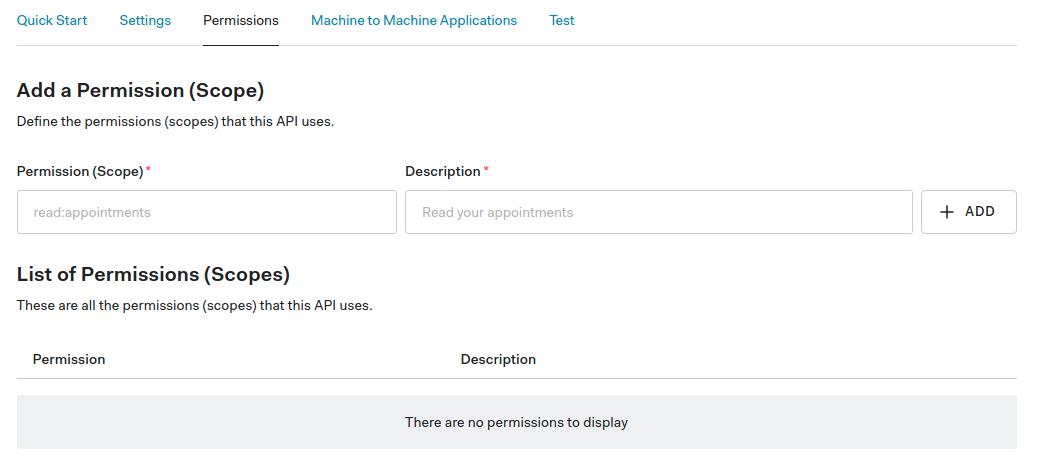 Quick Start Settings Permissions Machine to Machine Applications Test
Add a Permission (Scope)
Define the permissions (scopes) that this API uses.
Permission (Scope) * Description *
read:appointments Read your appointments + ADD
List of Permissions (Scopes)
These are all the permissions (scopes) that this API uses.
Permission Description
There are no permissions to display